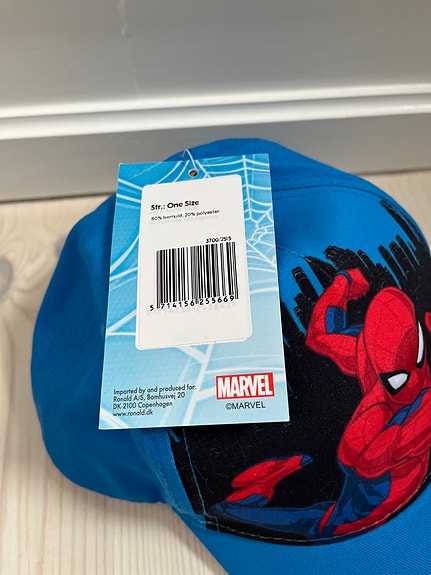 Str.: One Size
80% bomuld, 20% polyester
3700/2515
5 714156 255669
Imported by and produced for:
Ronald A/S, Bomhusvej 20
DK-2100 Copenhagen
www.ronald.dk
MARVEL
©MARVEL